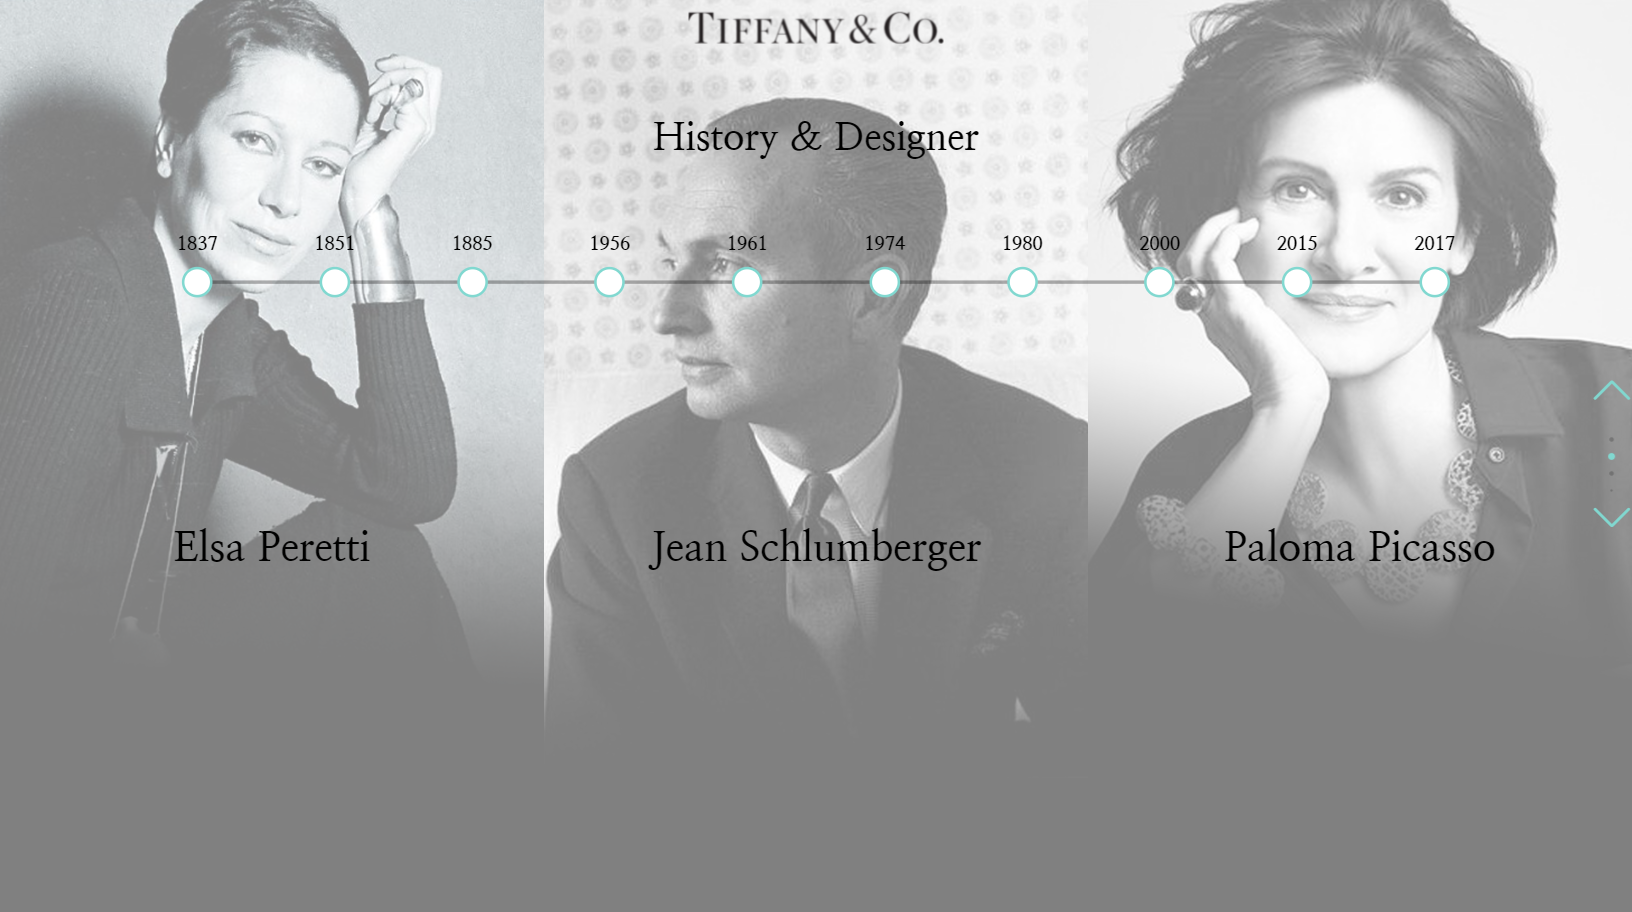 TIFFANY & CO.
History & Designer
1837
1851
1885
1956
1961
1974
1980
2000
2015
2017
Elsa Peretti
Jean Schlumberger
Paloma Picasso